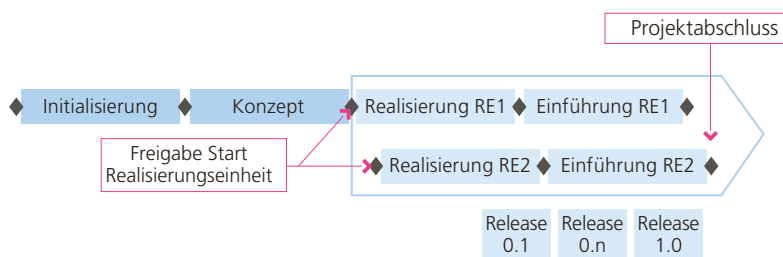 Projektabschluss
Initialisierung
Konzept
Realisierung RE1
Einführung RE1
Freigabe Start
Realisierungseinheit
Realisierung RE2
Einführung RE2
Release
0.1
Release
0.n
Release
1.0